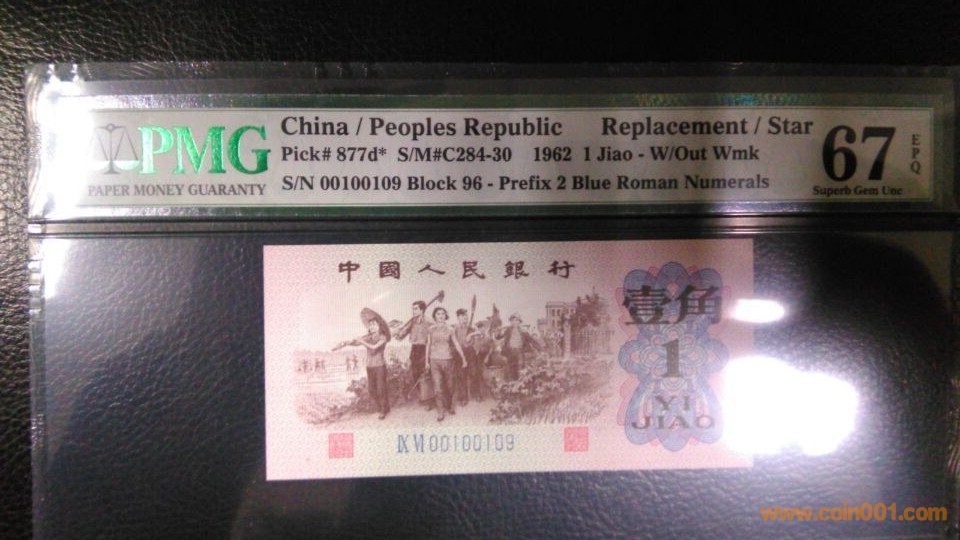 China / Peoples Republic Replacement / Star
PMG
PAPER MONEY GUARANTY
Pick# 877d* S/M#C284-30 1962 1 Jiao - W/Out Wmk
S/N 00100109 Block 96 - Prefix 2 Blue Roman Numerals
67
EPQ
Superb Gem Unc
中國人民銀行
壹角
1
YI
JIAO
IX VI 00100109
www.coin001.com